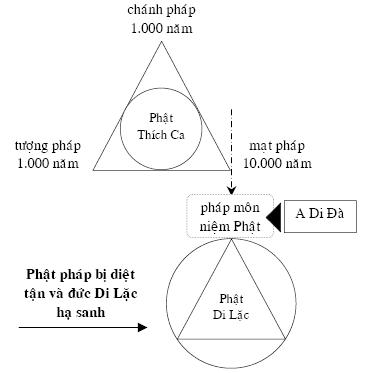 chánh pháp
1.000 năm
Phật
Thích Ca
tượng pháp
1.000 năm
mạt pháp
10.000 năm
pháp môn
niệm Phật
A Di Đà
Phật pháp bị diệt
tận và đức Di Lặc
hạ sanh
Phật
Di Lặc